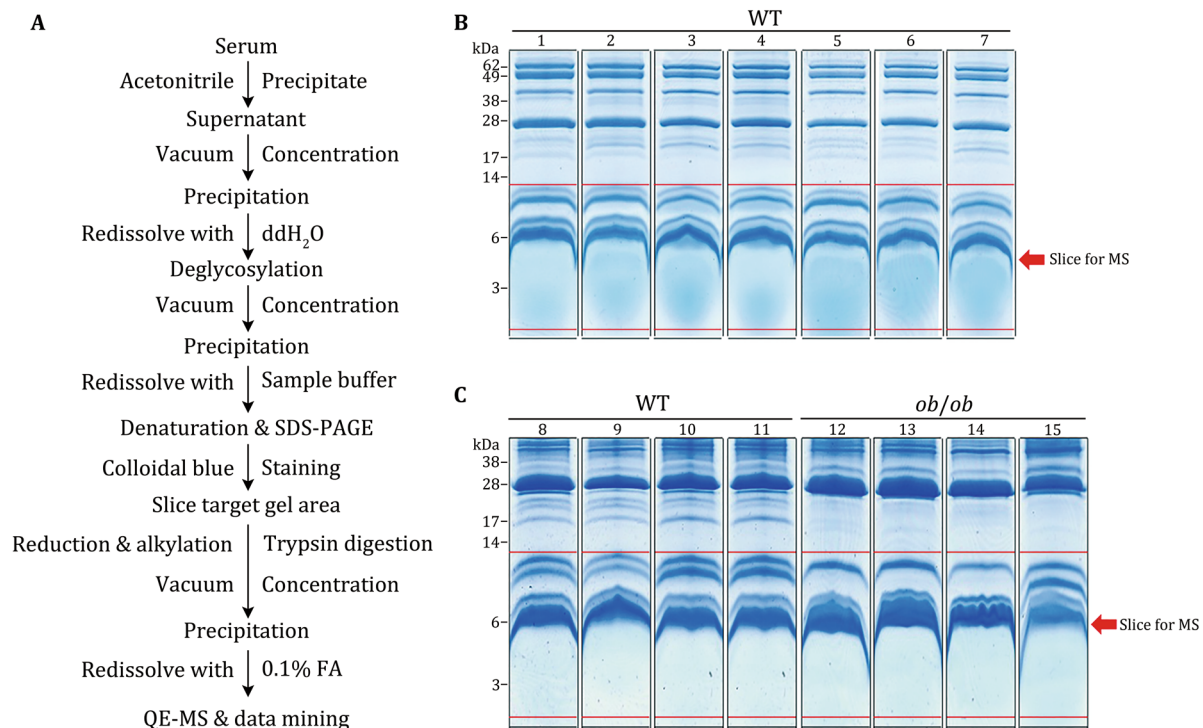 A
Serum
Acetonitrile Precipitate
Supernatant
Vacuum Concentration
Precipitation
Redissolve with ddH₂O
Deglycosylation
Vacuum Concentration
Precipitation
Redissolve with Sample buffer
Denaturation & SDS-PAGE
Colloidal blue Staining
Slice target gel area
Reduction & alkylation Trypsin digestion
Vacuum Concentration
Precipitation
Redissolve with 0.1% FA
QE-MS & data mining
B
WT
kDa 1 2 3 4 5 6 7
62
49
38
28
17
14
6
Slice for MS
3
C
WT ob/ob
8 9 10 11 12 13 14 15
kDa
38
28
17
14
6
Slice for MS
3